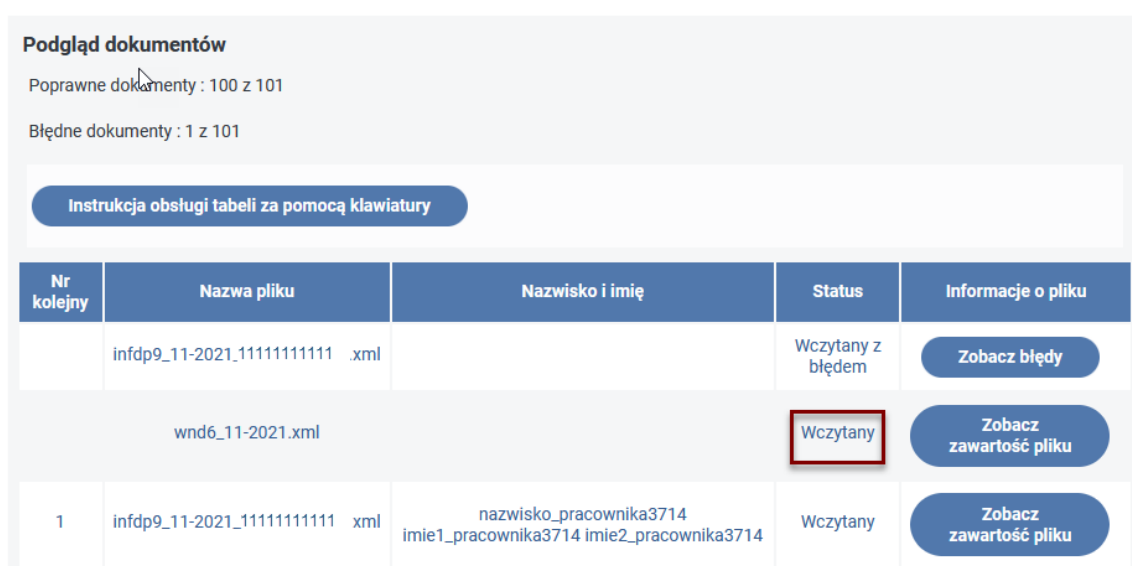 Podgląd dokumentów
Poprawne dokumenty : 100 z 101
Błędne dokumenty : 1 z 101
Instrukcja obsługi tabeli za pomocą klawiatury
Nr kolejny Nazwa pliku Nazwisko i imię Status Informacje o pliku
infdp9_11-2021_11111111111 .xml Wczytany z błędem Zobacz błędy
wnd6_11-2021.xml Wczytany Zobacz zawartość pliku
1 infdp9_11-2021_11111111111 xml nazwisko_pracownika3714 imie1_pracownika3714 imie2_pracownika3714 Wczytany Zobacz zawartość pliku